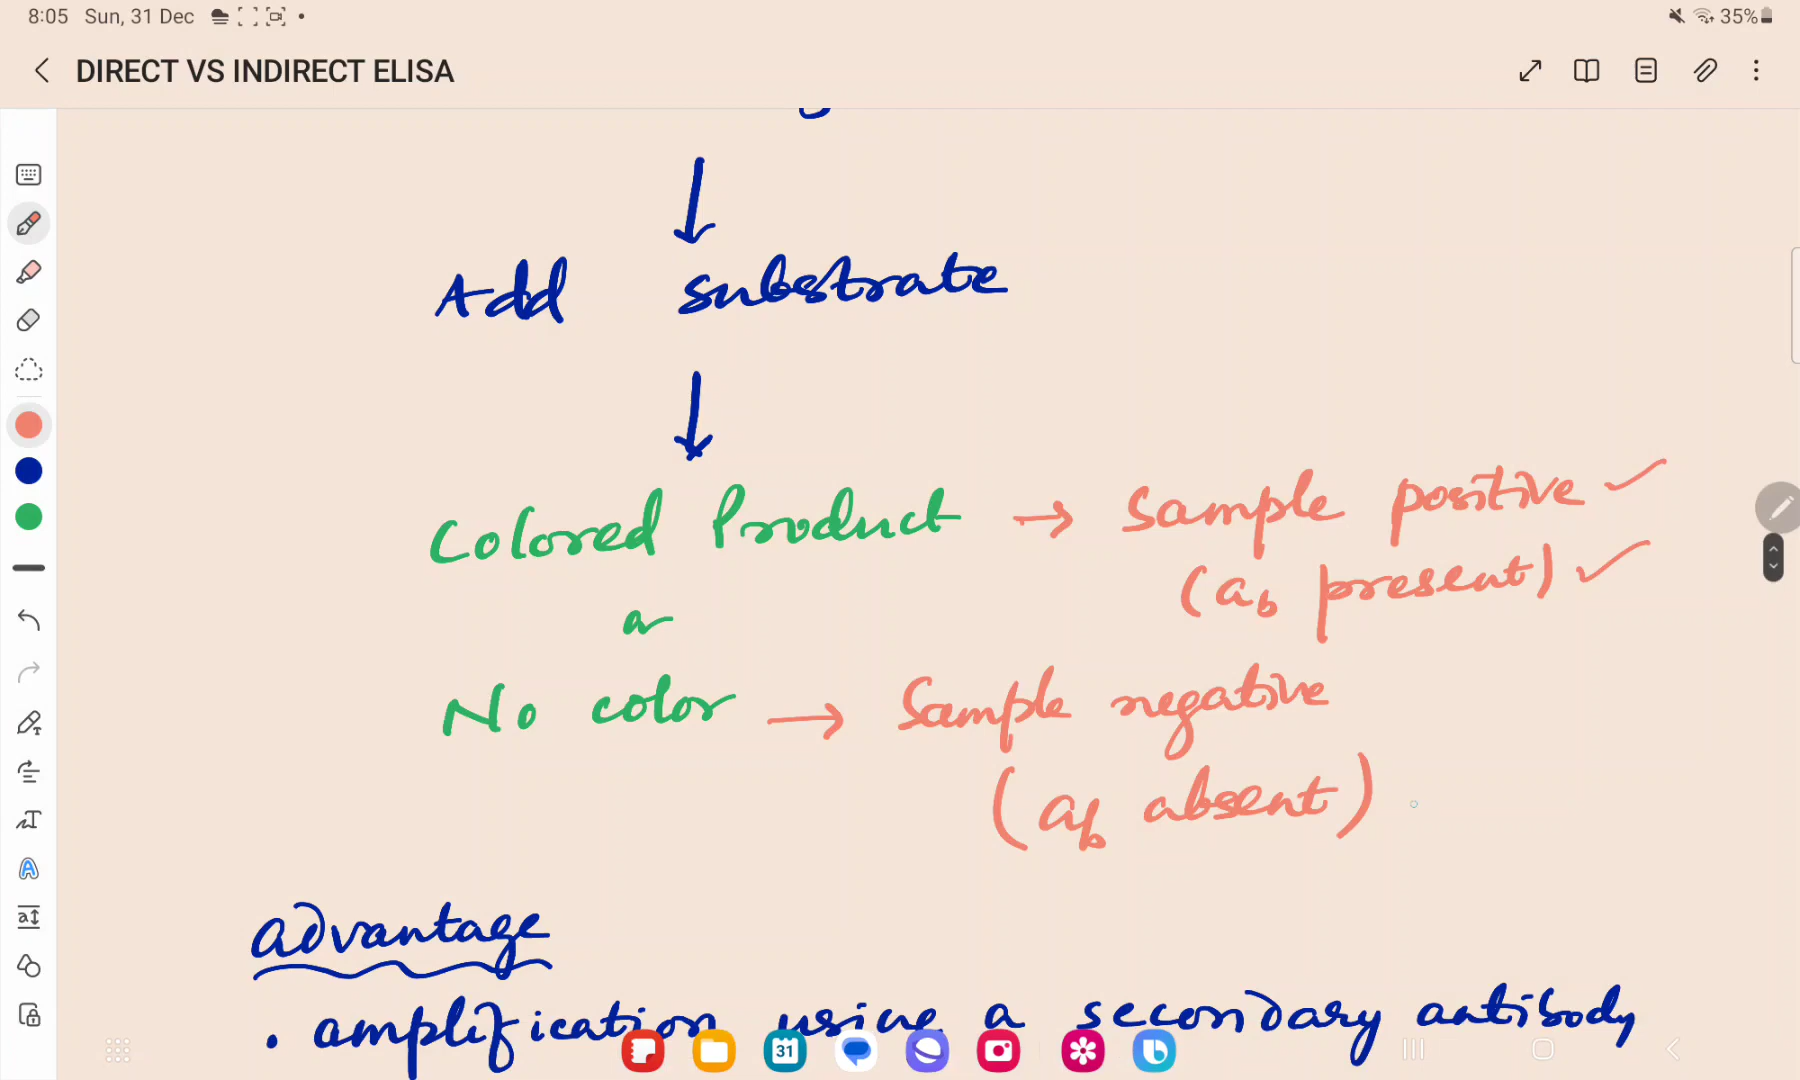 8:05 Sun, 31 Dec
35%
DIRECT VS INDIRECT ELISA
Add substrate
Colored Product → Sample positive ✓
(ab present) ✓
or
No color → Sample negative
(ab absent)
advantage
. amplification using a secondary antibody
31